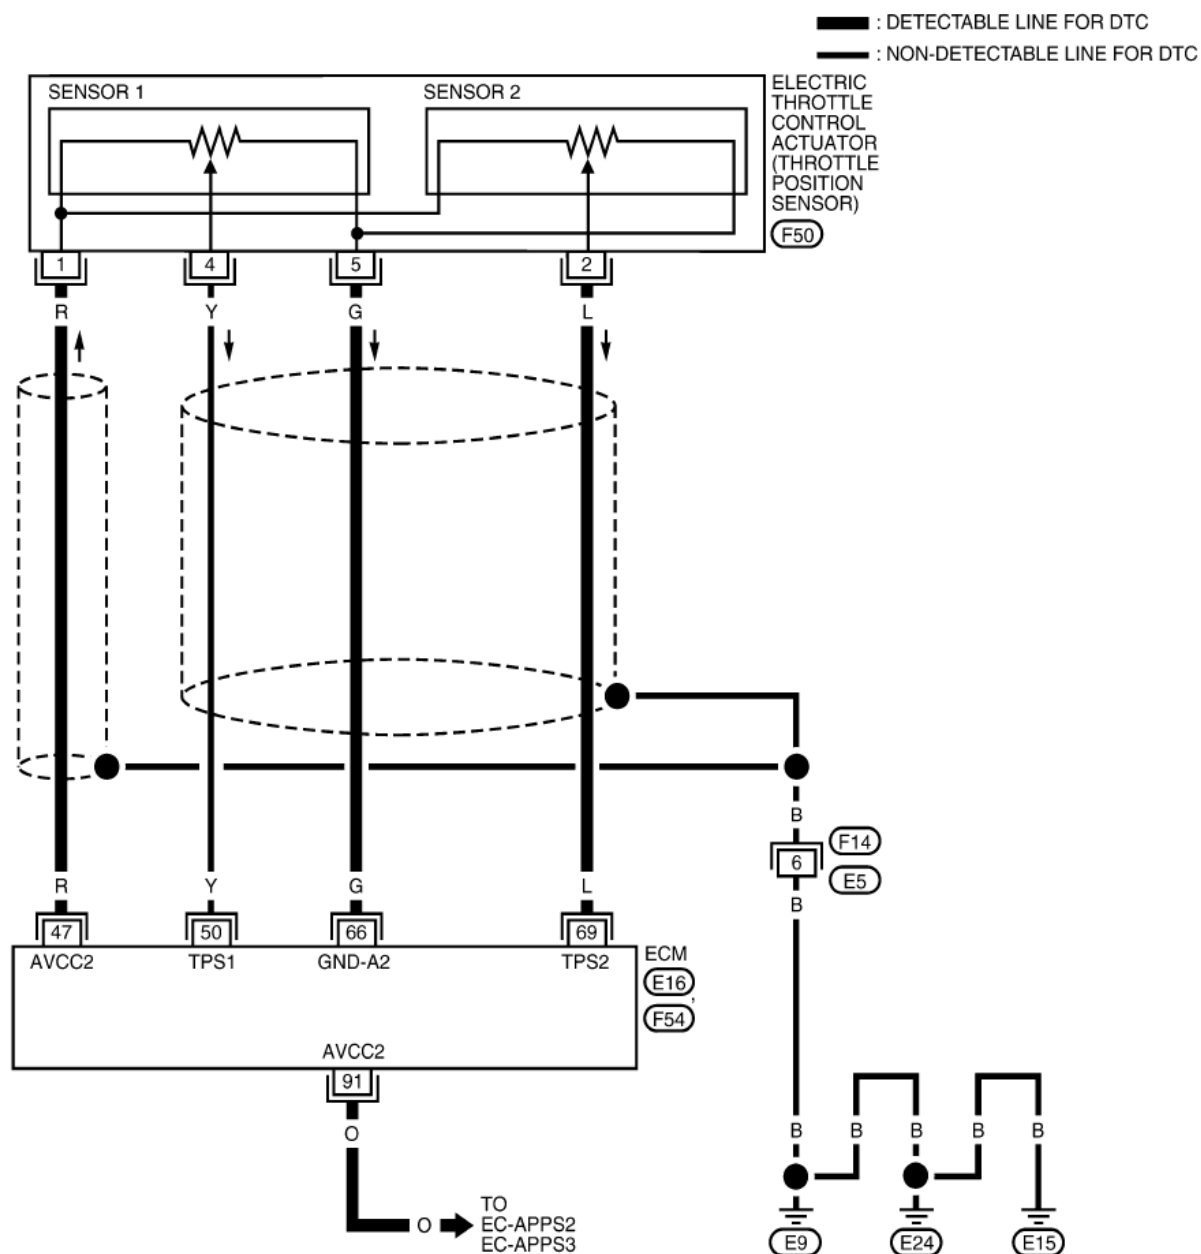 : DETECTABLE LINE FOR DTC
: NON-DETECTABLE LINE FOR DTC
SENSOR 1
SENSOR 2
ELECTRIC
THROTTLE
CONTROL
ACTUATOR
(THROTTLE
POSITION
SENSOR)
F50
1 4 5 2
R Y G L
B
F14
6
E5
B
R Y G L
47 50 66 69
AVCC2 TPS1 GND-A2 TPS2
ECM
E16
,
F54
AVCC2
91
O
B B B B B
O
TO
EC-APPS2
EC-APPS3
E9 E24 E15